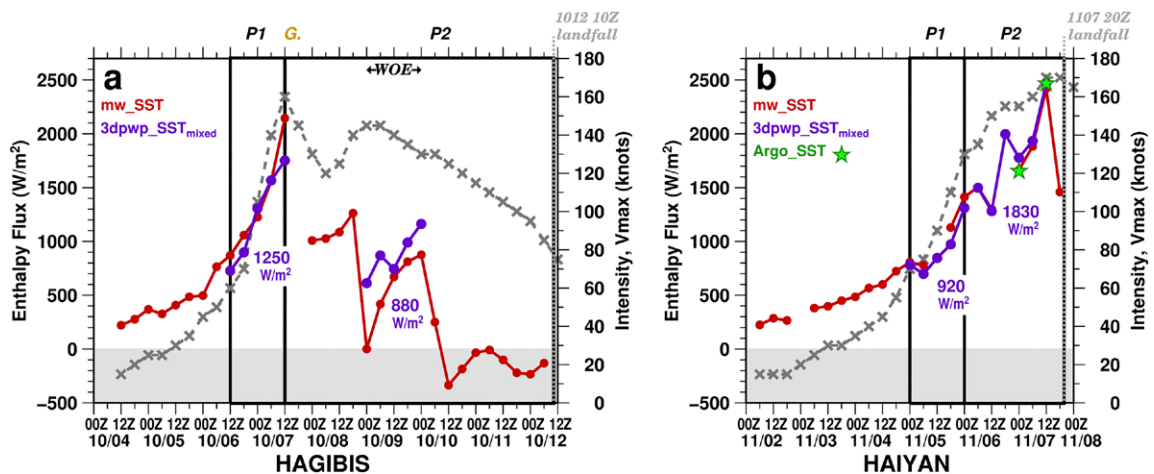 1012 10Z
landfall
P1 G. P2
a
←WOE→
mw_SST
3dpwp_SSTmixed
1250
W/m²
880
W/m²
Enthalpy Flux (W/m²)
2500
2000
1500
1000
500
0
−500
180
160
140
120
100
80
60
40
20
0
Intensity, Vmax (knots)
00Z 12Z 00Z 12Z 00Z 12Z 00Z 12Z 00Z 12Z 00Z 12Z 00Z 12Z 00Z 12Z 00Z 12Z
10/04 10/05 10/06 10/07 10/08 10/09 10/10 10/11 10/12
HAGIBIS
1107 20Z
landfall
P1 P2
b
mw_SST
3dpwp_SSTmixed
Argo_SST
920
W/m²
1830
W/m²
Enthalpy Flux (W/m²)
2500
2000
1500
1000
500
0
−500
180
160
140
120
100
80
60
40
20
0
Intensity, Vmax (knots)
00Z 12Z 00Z 12Z 00Z 12Z 00Z 12Z 00Z 12Z 00Z 12Z 00Z
11/02 11/03 11/04 11/05 11/06 11/07 11/08
HAIYAN